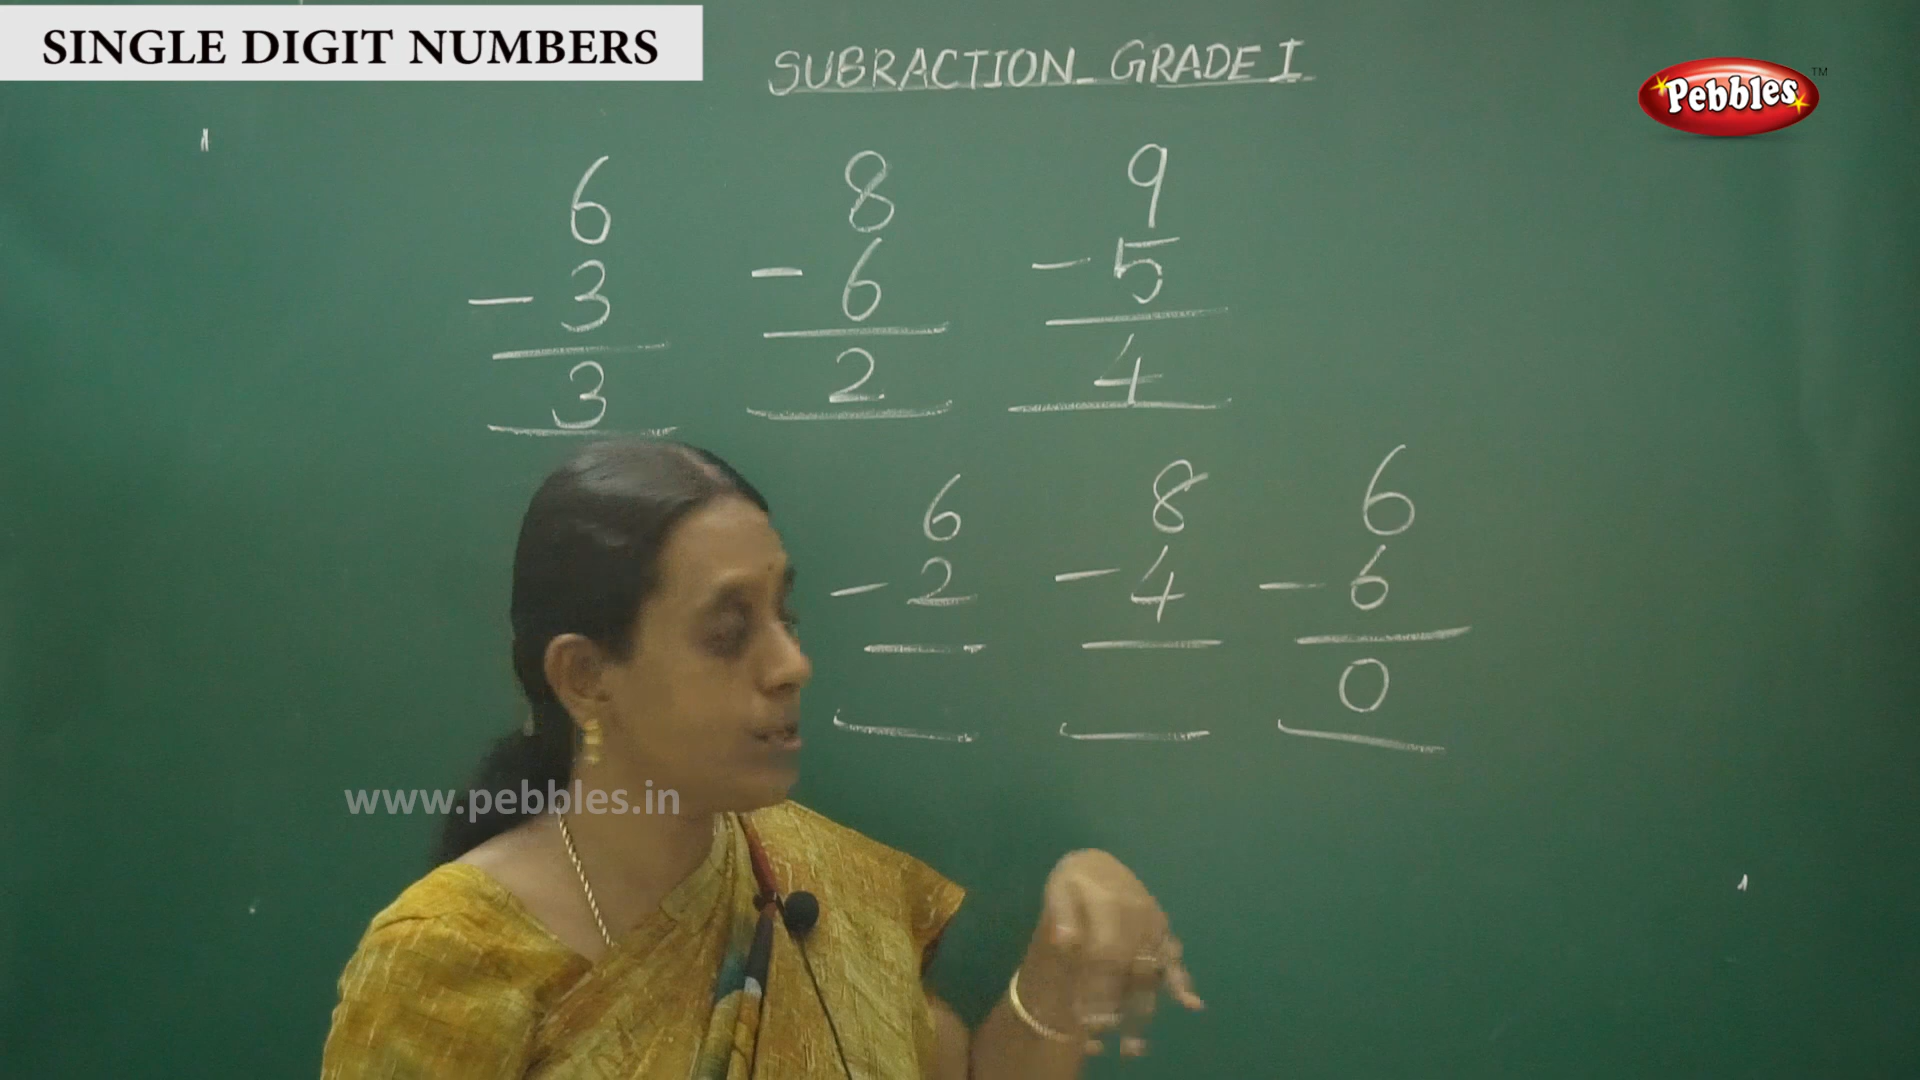 SINGLE DIGIT NUMBERS
SUBRACTION - GRADE I
Pebbles TM
6 8 9
- 3 - 6 - 5
3 2 4
6 8 6
- 2 - 4 - 6
0
www.pebbles.in